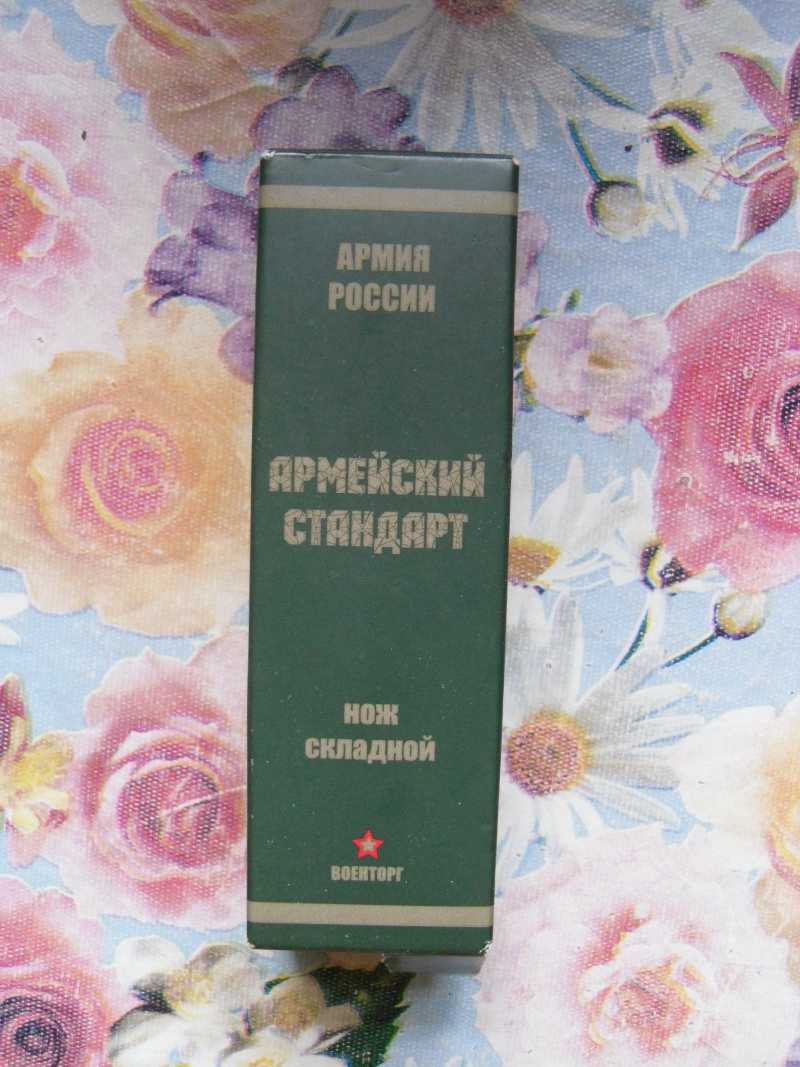 АРМИЯ
РОССИИ
АРМЕЙСКИЙ
СТАНДАРТ
НОЖ
СКЛАДНОЙ
ВОЕНТОРГ